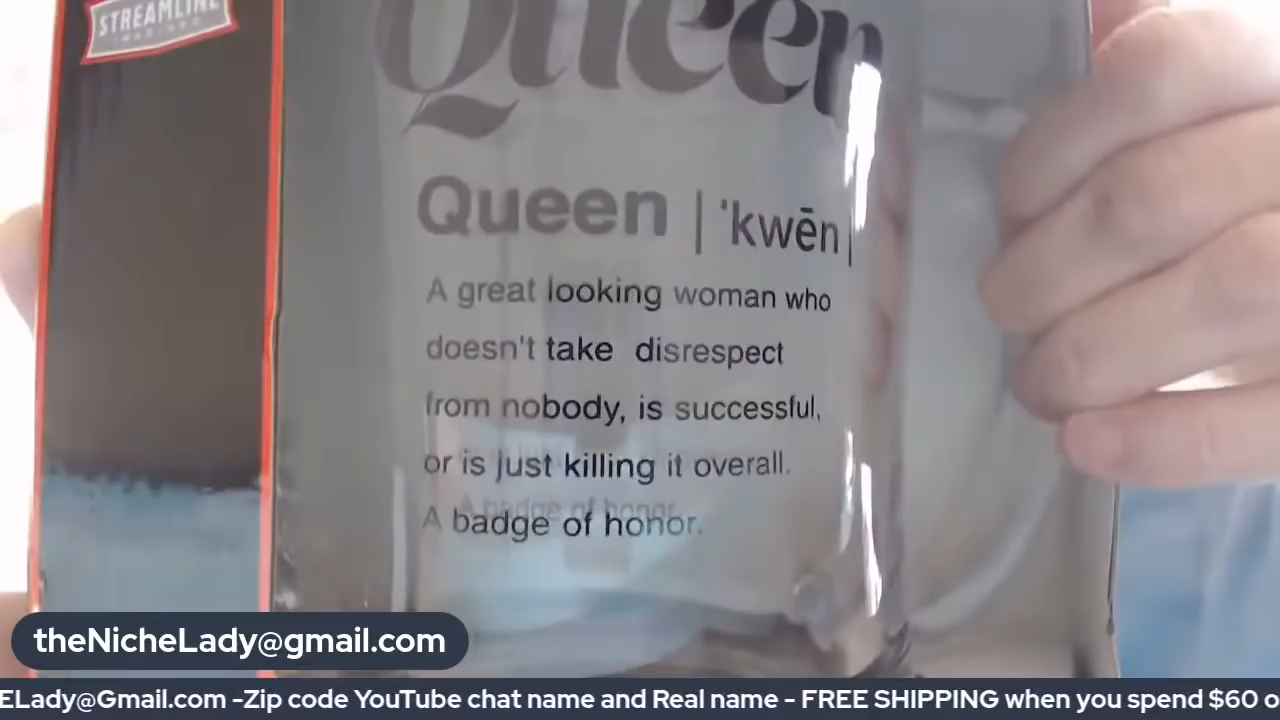 STREAMLINE
Queen
Queen | 'kwēn|
A great looking woman who
doesn't take disrespect
from nobody, is successful,
or is just killing it overall.
A badge of honor.
theNicheLady@gmail.com
ELady@Gmail.com -Zip code YouTube chat name and Real name - FREE SHIPPING when you spend $60 o